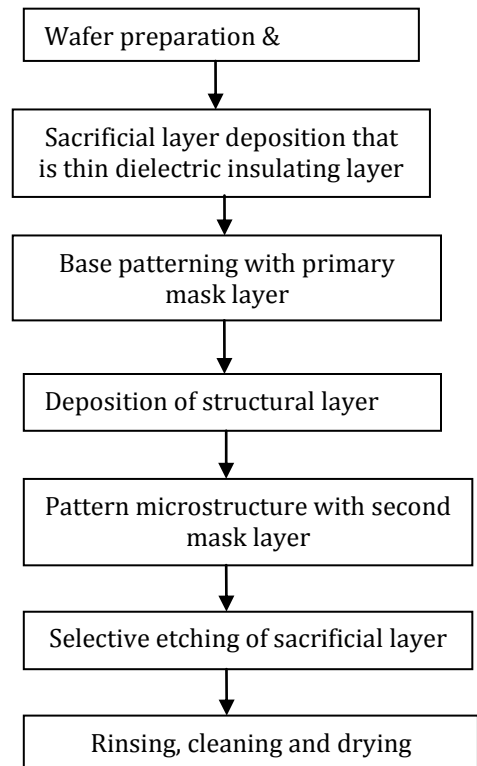 Wafer preparation &
Sacrificial layer deposition that
is thin dielectric insulating layer
Base patterning with primary
mask layer
Deposition of structural layer
Pattern microstructure with second
mask layer
Selective etching of sacrificial layer
Rinsing, cleaning and drying